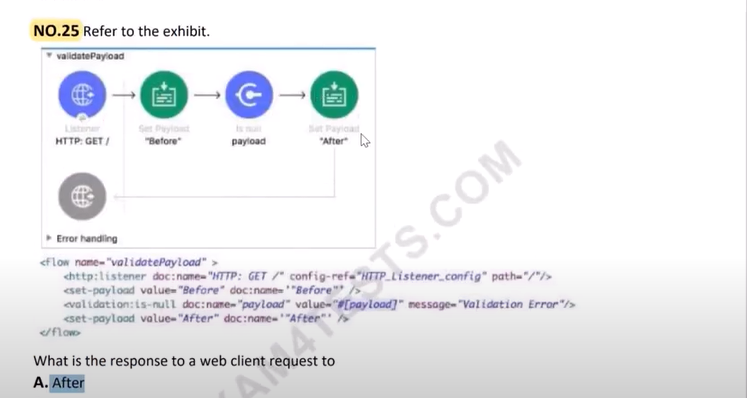 NO.25 Refer to the exhibit.
validatePayload
Listener Set Payload Is null Set Payload
HTTP: GET / "Before" payload "After"
Error handling
<flow name="validatePayload" >
<http:listener doc:name="HTTP: GET /" config-ref="HTTP_Listener_config" path="/"/>
<set-payload value="Before" doc:name='"Before"' />
<validation:is-null doc:name="payload" value="#[payload]" message="Validation Error"/>
<set-payload value="After" doc:name='"After"' />
</flow>
What is the response to a web client request to
A. After
XAM4TESTS.COM